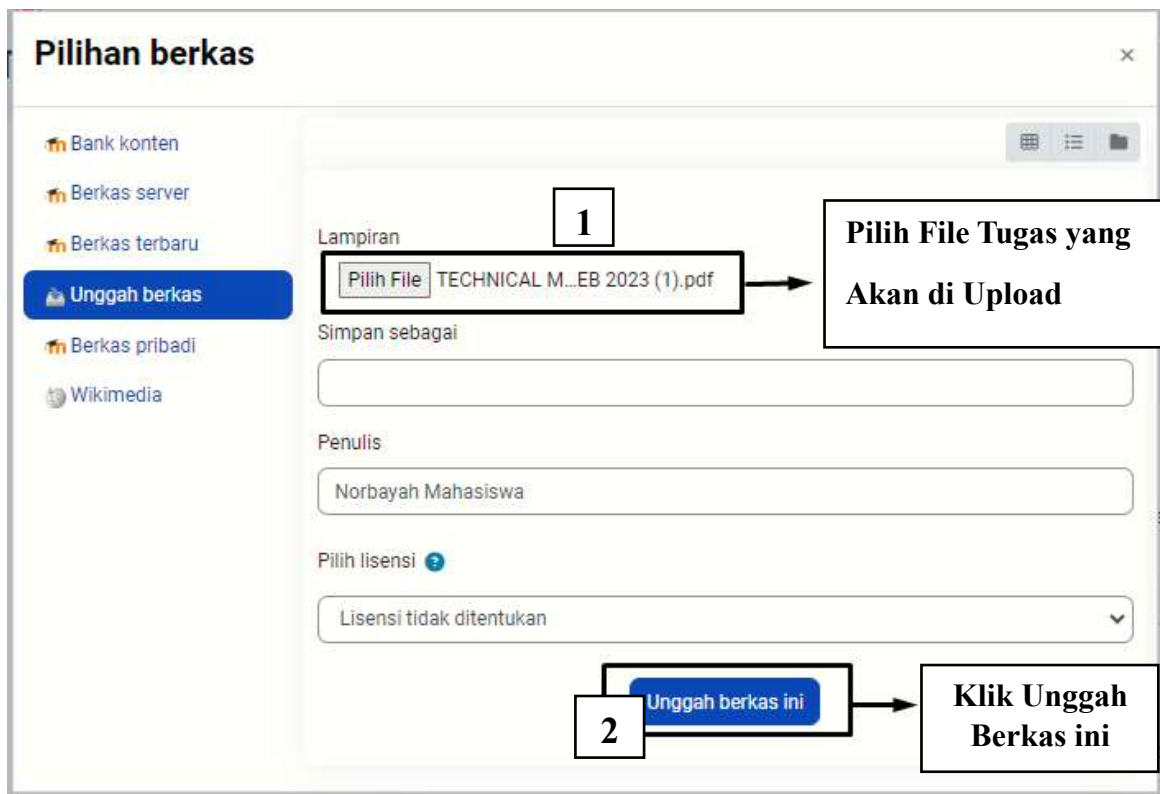 Pilihan berkas
×
Bank konten
Berkas server
Berkas terbaru
Unggah berkas
Berkas pribadi
Wikimedia
1
Lampiran
Pilih File TECHNICAL M...EB 2023 (1).pdf
Pilih File Tugas yang
Akan di Upload
Simpan sebagai
Penulis
Norbayah Mahasiswa
Pilih lisensi ?
Lisensi tidak ditentukan
2
Unggah berkas ini
Klik Unggah
Berkas ini